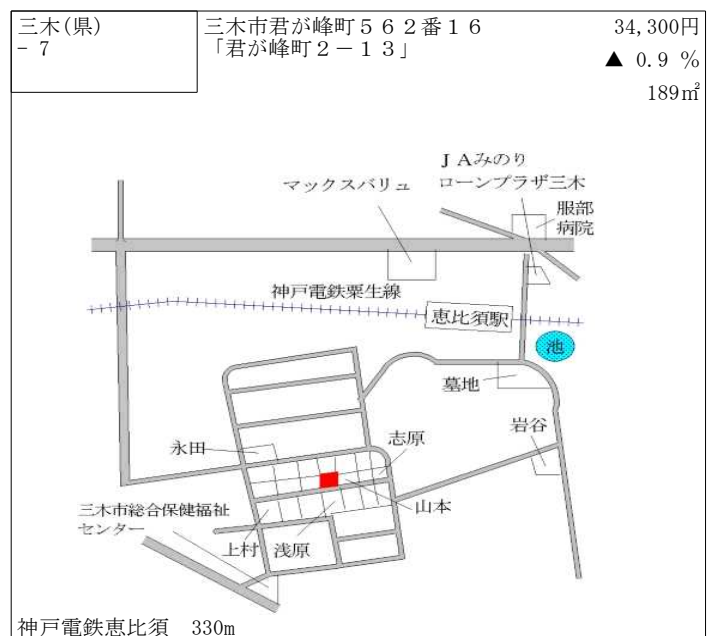 三木(県)
- 7
三木市君が峰町５６２番１６
「君が峰町２－１３」
34,300円
▲ 0.9 %
189㎡
ＪＡみのり
ローンプラザ三木
マックスバリュ
服部
病院
神戸電鉄粟生線
恵比須駅
池
墓地
岩谷
志原
永田
山本
三木市総合保健福祉
センター
上村
浅原
神戸電鉄恵比須　330m